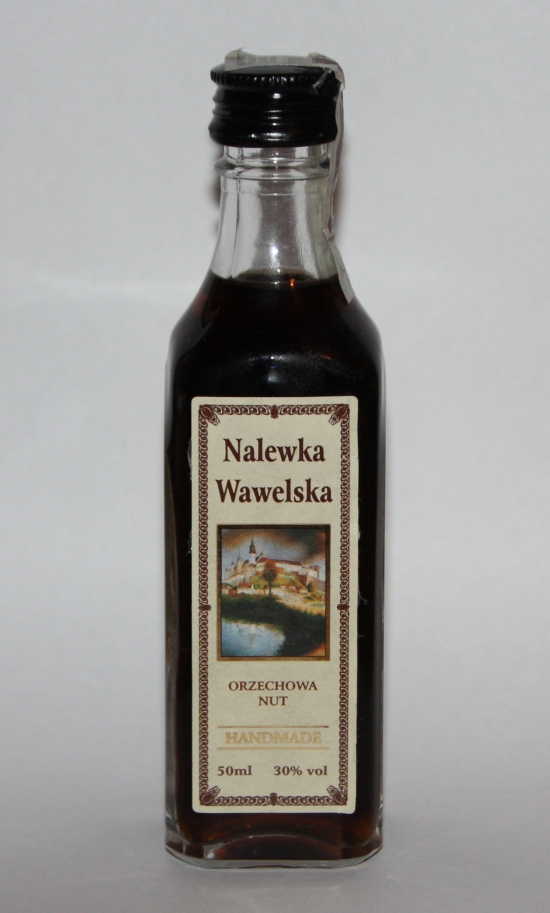 Nalewka
Wawelska
ORZECHOWA
NUT
HANDMADE
50ml 30% vol